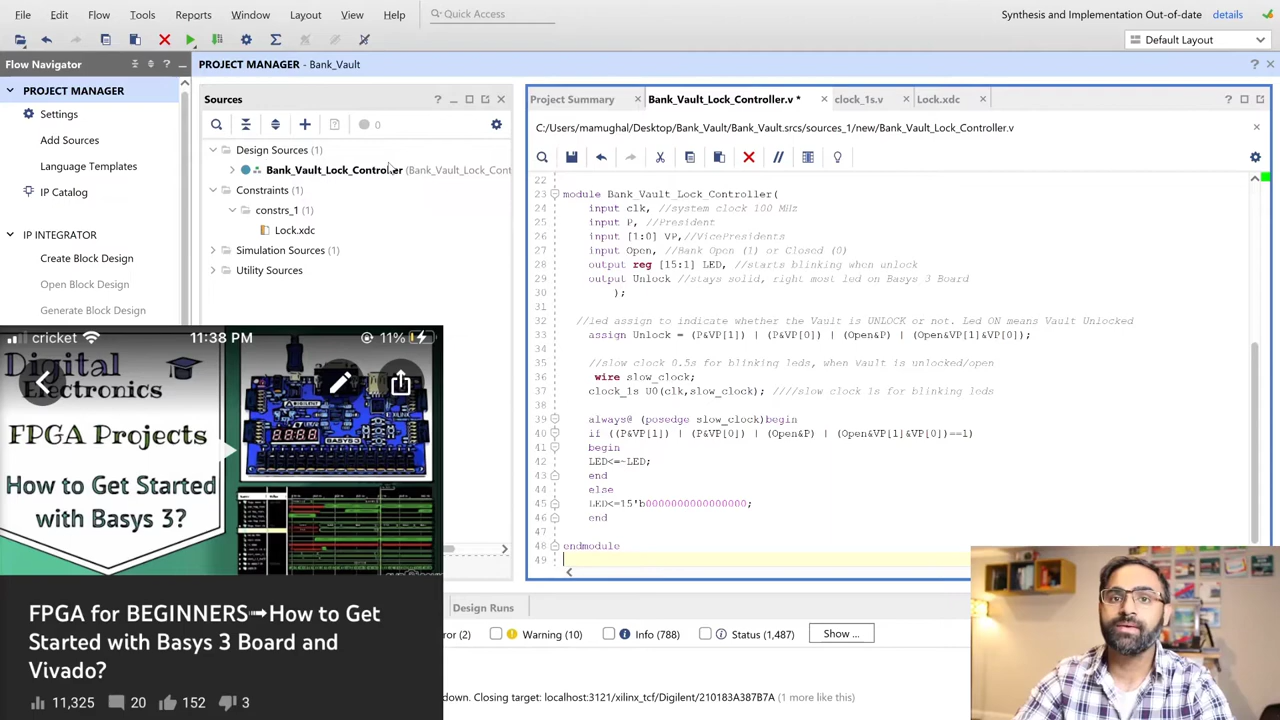 File Edit Flow Tools Reports Window Layout View Help Quick Access Synthesis and Implementation Out-of-date details
Default Layout
Flow Navigator
PROJECT MANAGER
Settings
Add Sources
Language Templates
IP Catalog
IP INTEGRATOR
Create Block Design
Open Block Design
Generate Block Design
PROJECT MANAGER - Bank_Vault
Sources
0
Design Sources (1)
Bank_Vault_Lock_Controller (Bank_Vault_Lock_Cont
Constraints (1)
constrs_1 (1)
Lock.xdc
Simulation Sources (1)
Utility Sources
Project Summary Bank_Vault_Lock_Controller.v * clock_1s.v Lock.xdc
C:/Users/mamughal/Desktop/Bank_Vault/Bank_Vault.srcs/sources_1/new/Bank_Vault_Lock_Controller.v
22
23 module Bank_Vault_Lock_Controller(
24 input clk, //system clock 100 MHz
25 input P, //President
26 input [1:0] VP,//VicePresidents
27 input Open, //Bank Open (1) or Closed (0)
28 output reg [15:1] LED, //starts blinking when unlock
29 output Unlock //stays solid, right most led on Basys 3 Board
30 );
31
32 //led assign to indicate whether the Vault is UNLOCK or not. Led ON means Vault Unlocked
33 assign Unlock = (P&VP[1]) | (P&VP[0]) | (Open&P) | (Open&VP[1]&VP[0]);
34
35 //slow clock 0.5s for blinking leds, when Vault is unlocked/open
36 wire slow_clock;
37 clock_1s U0(clk,slow_clock); ////slow clock 1s for blinking leds
38
39 always@ (posedge slow_clock)begin
40 if ((P&VP[1]) | (P&VP[0]) | (Open&P) | (Open&VP[1]&VP[0])==1)
41 begin
42 LED<=~LED;
43 end
44 else
45 LED<=15'b000000000000000;
46 end
47
48 endmodule
49
cricket 11:38 PM 11%
Digital
Electronics
FPGA Projects
How to Get Started
with Basys 3?
BASYS 3
FPGA for BEGINNERS➞How to Get
Started with Basys 3 Board and
Vivado?
11,325 20 152 3
Design Runs
ror (2) Warning (10) Info (788) Status (1,487) Show ...
down. Closing target: localhost:3121/xilinx_tcf/Digilent/210183A387B7A (1 more like this)